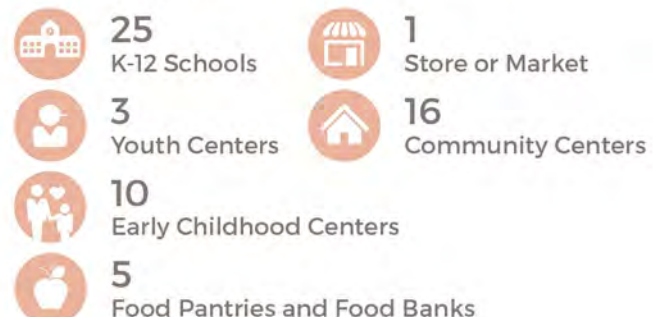 25
K-12 Schools
1
Store or Market
3
Youth Centers
16
Community Centers
10
Early Childhood Centers
5
Food Pantries and Food Banks